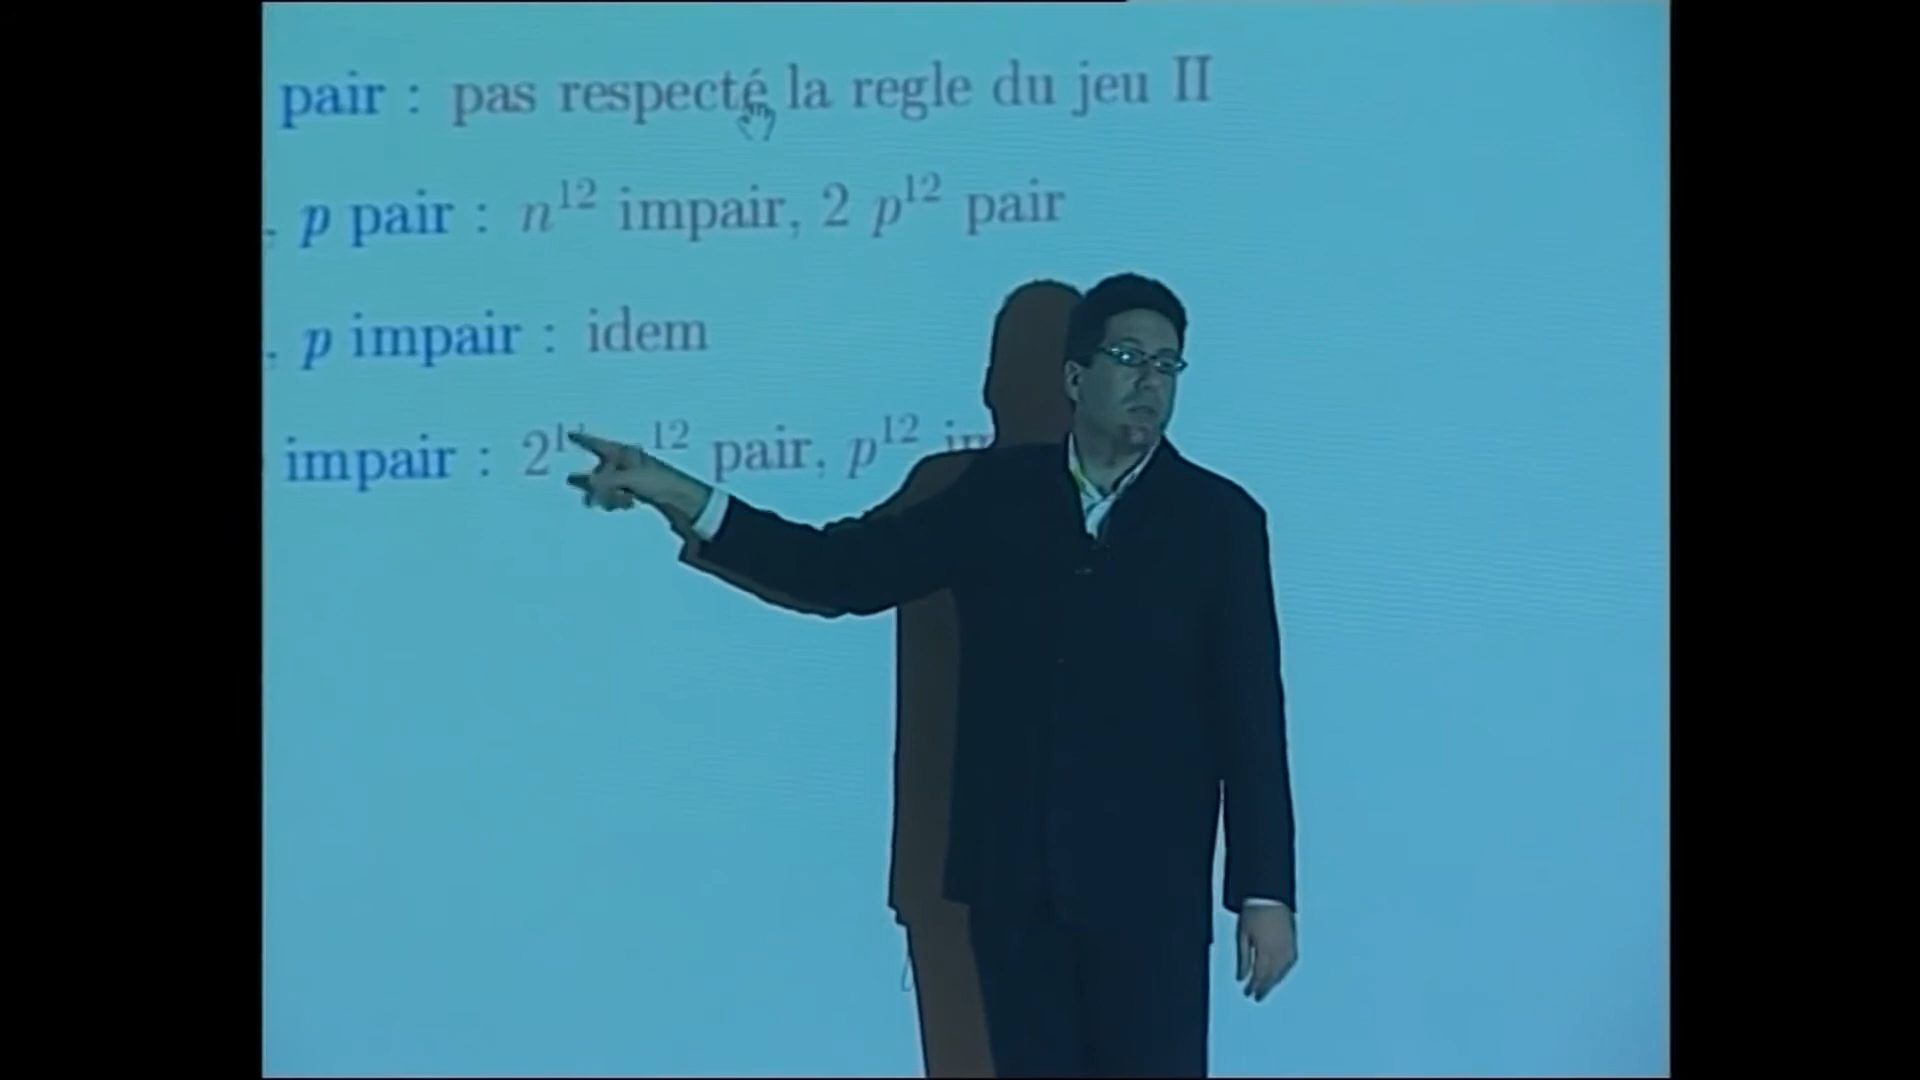 pair : pas respecté la regle du jeu II
, p pair : n¹² impair, 2 p¹² pair
, p impair : idem
impair : 2 ¹² pair, p¹²